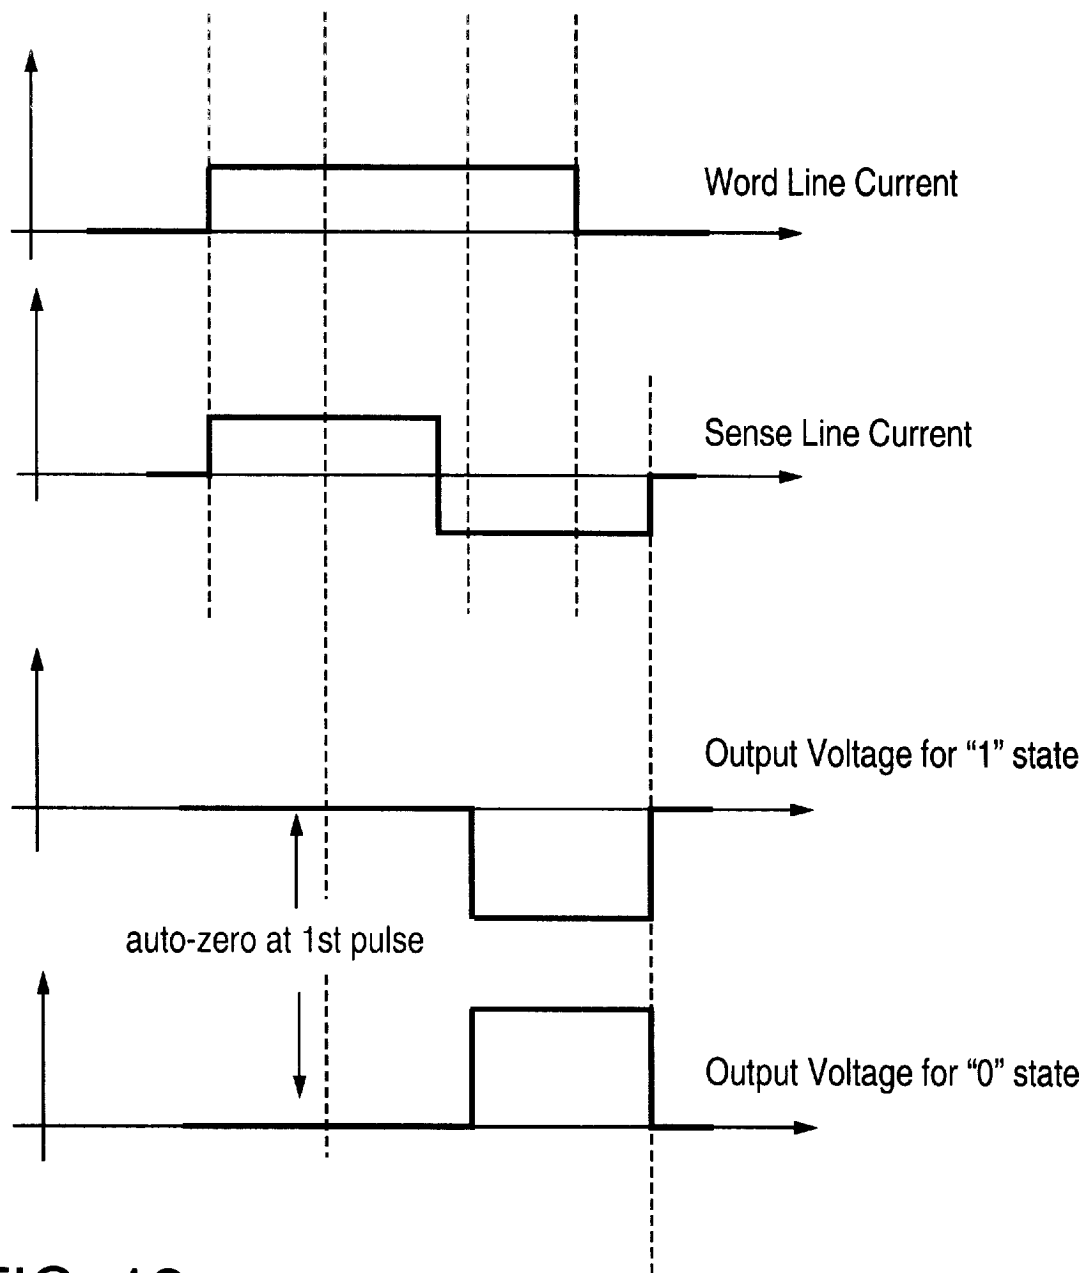 Word Line Current
Sense Line Current
Output Voltage for “1” state
auto-zero at 1st pulse
Output Voltage for “0” state